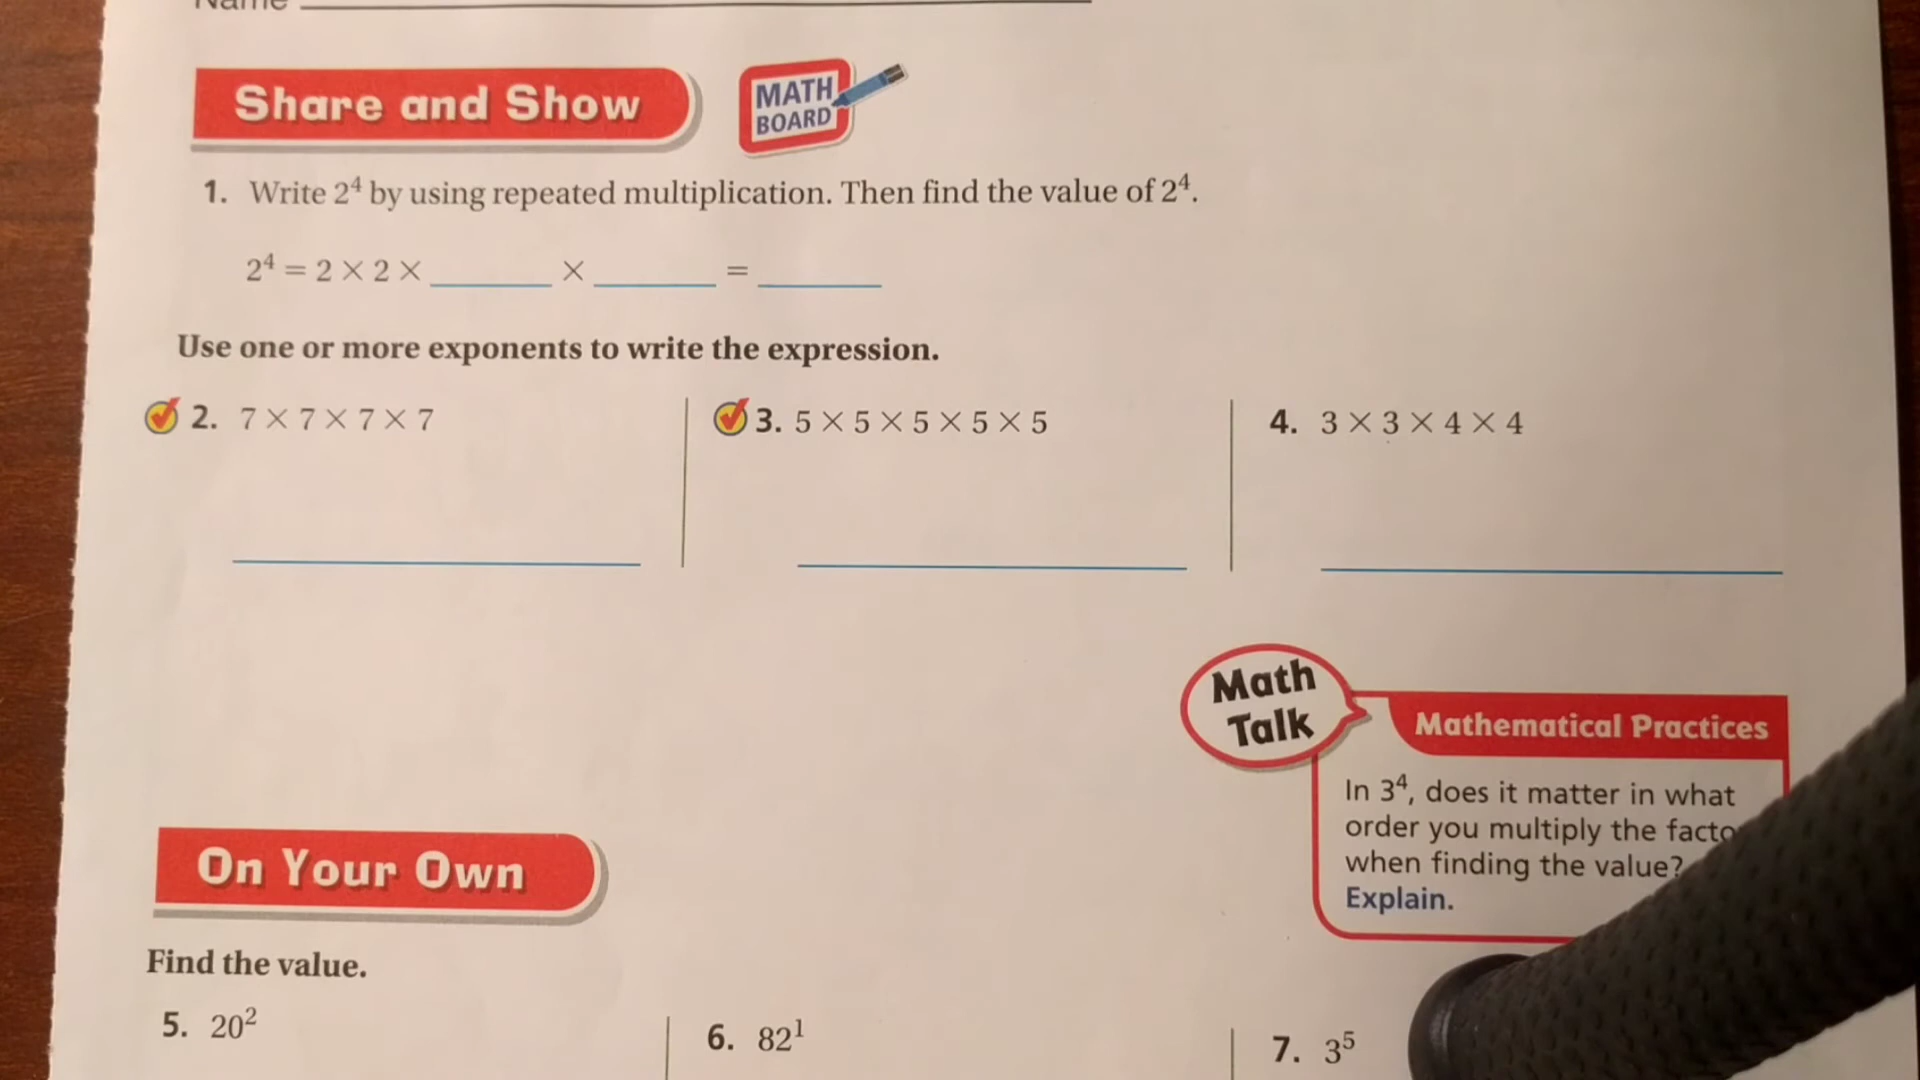 Name
Share and Show
MATH
BOARD
1. Write 2⁴ by using repeated multiplication. Then find the value of 2⁴.
2⁴ = 2 × 2 × ______ × ______ = ______
Use one or more exponents to write the expression.
2. 7 × 7 × 7 × 7
3. 5 × 5 × 5 × 5 × 5
4. 3 × 3 × 4 × 4
Math
Talk
Mathematical Practices
In 3⁴, does it matter in what
order you multiply the
when finding the value?
Explain.
On Your Own
Find the value.
5. 20²
6. 82¹
7. 3⁵